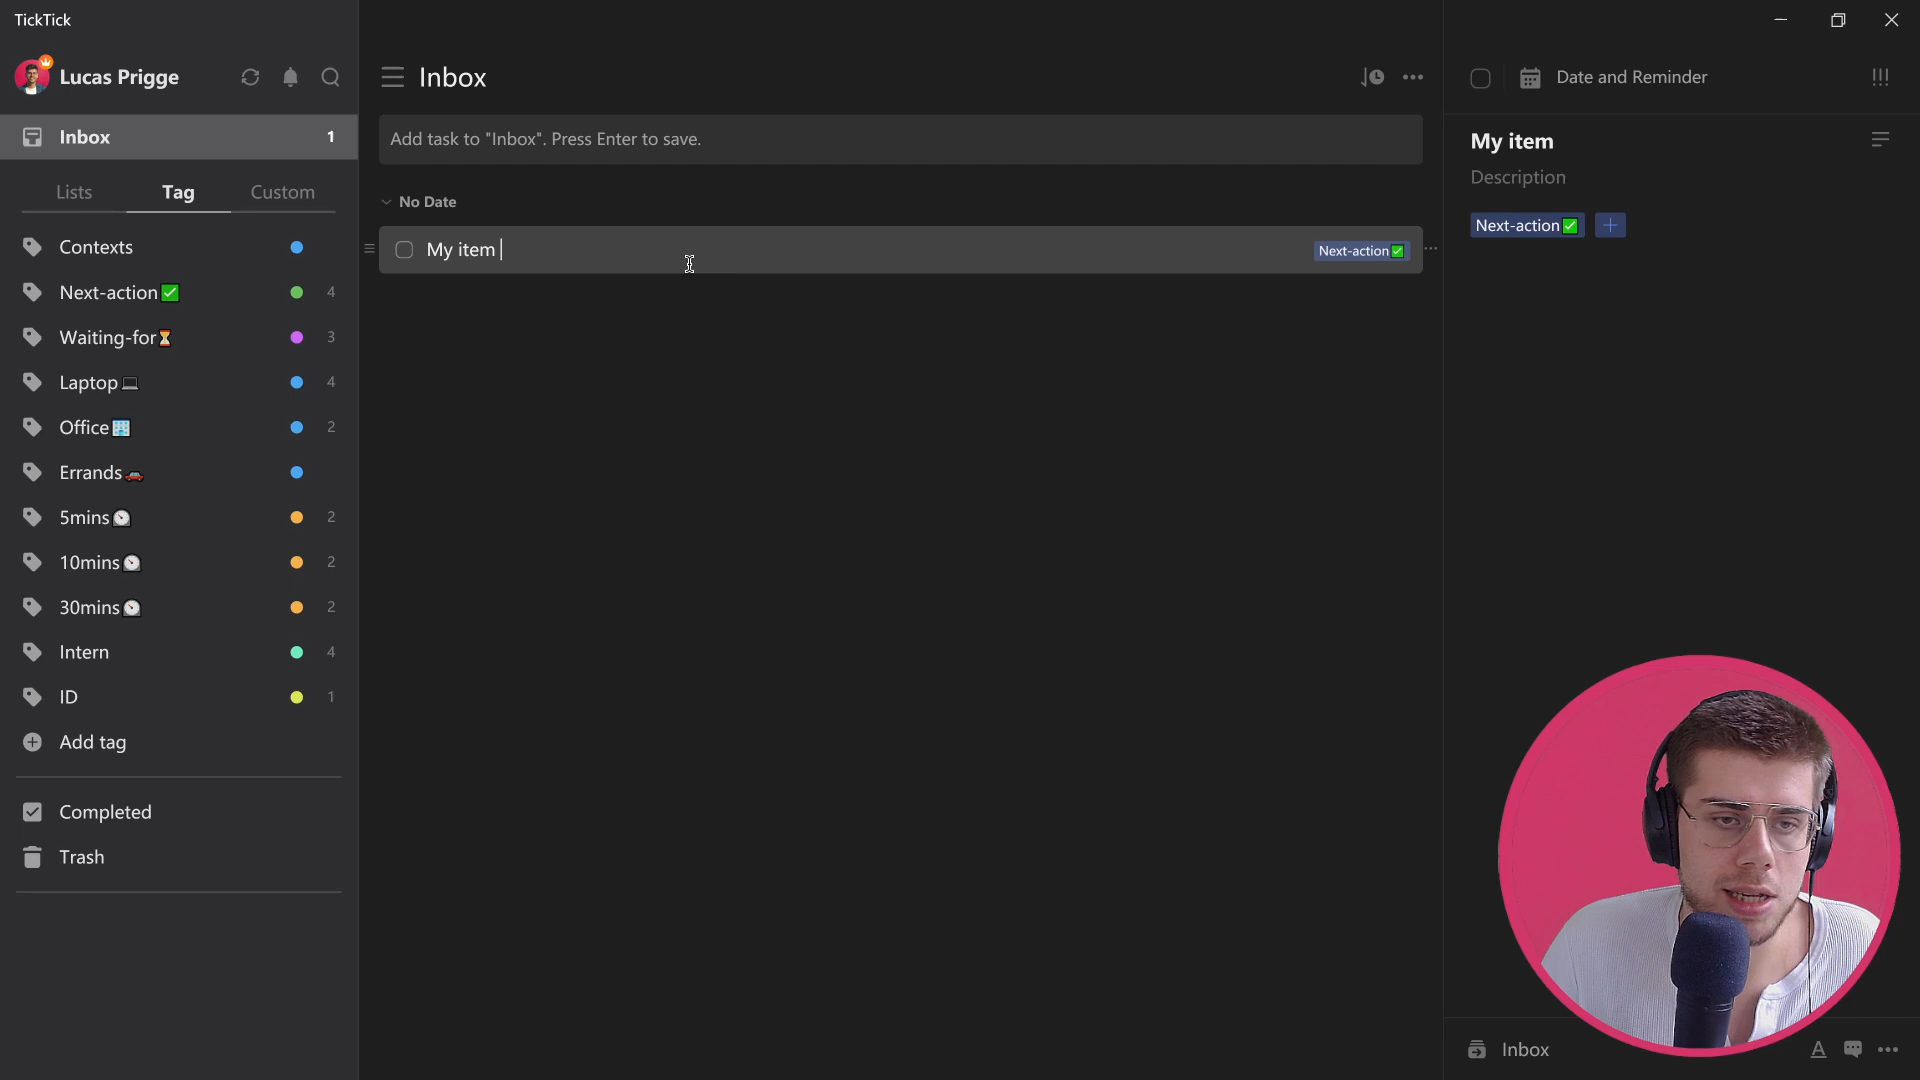 TickTick
Lucas Prigge
Inbox 1
Lists Tag Custom
Contexts
Next-action✅ 4
Waiting-for⏳ 3
Laptop💻 4
Office🏢 2
Errands🚗
5mins⏲ 2
10mins⏲ 2
30mins⏲ 2
Intern 4
ID 1
Add tag
Completed
Trash
Inbox
Add task to "Inbox". Press Enter to save.
No Date
My item Next-action✅
Date and Reminder
My item
Description
Next-action✅ +
Inbox